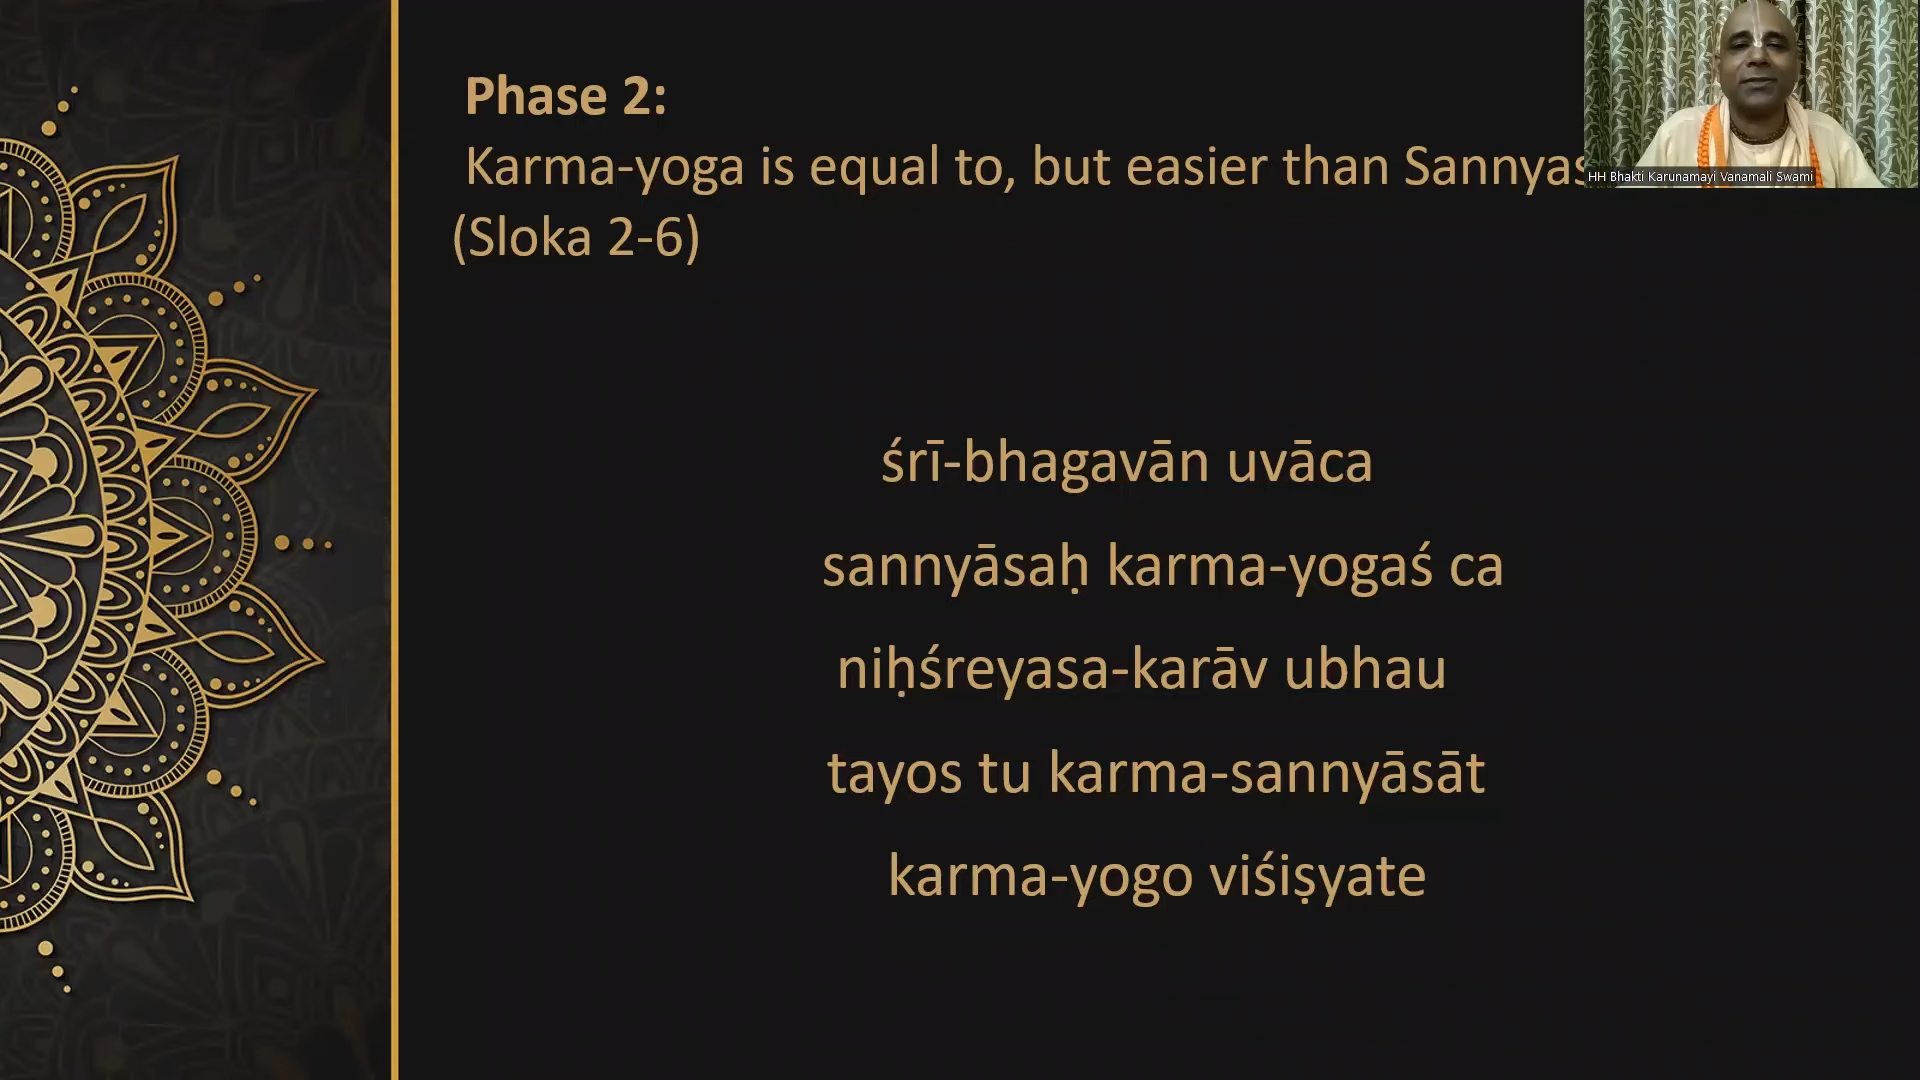 Phase 2:
Karma-yoga is equal to, but easier than
(Sloka 2-6)
HH Bhakti Karunamayi Vanamali Swami
śrī-bhagavān uvāca
sannyāsaḥ karma-yogaś ca
niḥśreyasa-karāv ubhau
tayos tu karma-sannyāsāt
karma-yogo viśiṣyate